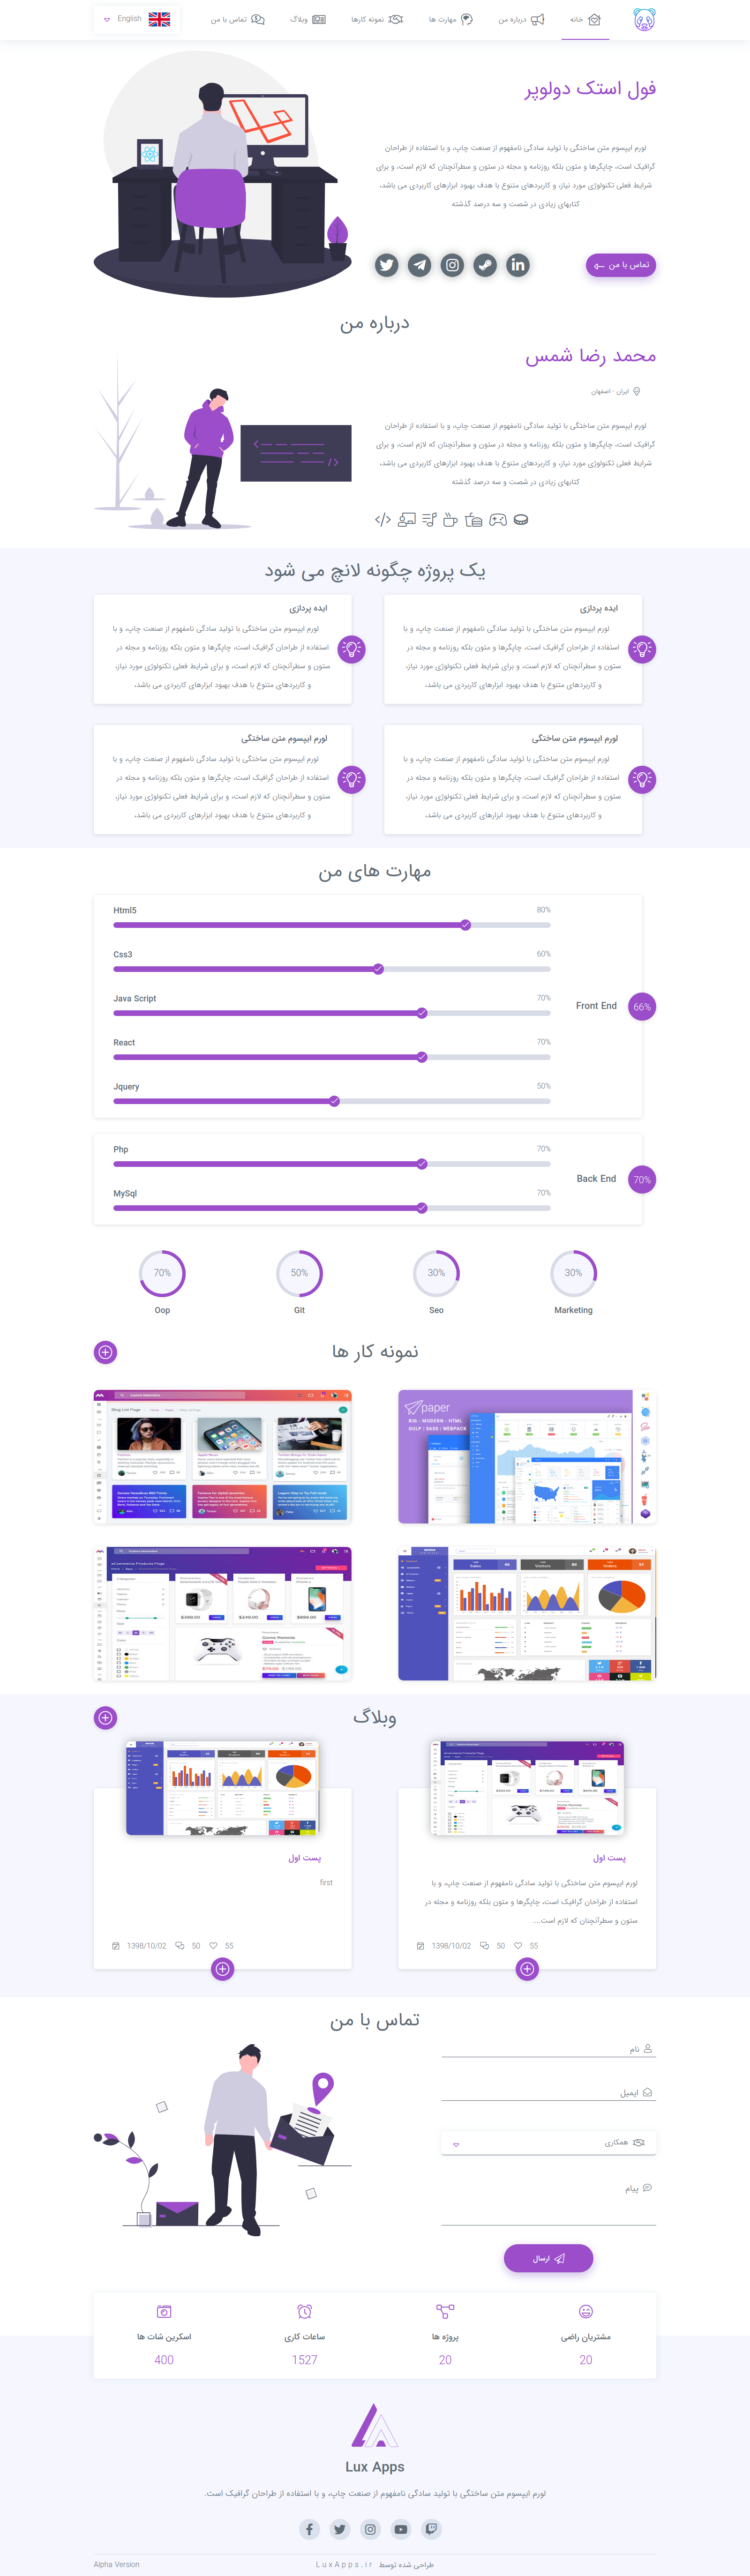 خانه
درباره من
مهارت ها
نمونه کارها
وبلاگ
تماس با من
English
فول استک دولوپر
لورم ایپسوم متن ساختگی با تولید سادگی نامفهوم از صنعت چاپ، و با استفاده از طراحان
گرافیک است، چاپگرها و متون بلکه روزنامه و مجله در ستون و سطرآنچنان که لازم است، و برای
شرایط فعلی تکنولوژی مورد نیاز، و کاربردهای متنوع با هدف بهبود ابزارهای کاربردی می باشد،
کتابهای زیادی در شصت و سه درصد گذشته
تماس با من
درباره من
محمد رضا شمس
ایران - اصفهان
لورم ایپسوم متن ساختگی با تولید سادگی نامفهوم از صنعت چاپ، و با استفاده از طراحان
گرافیک است، چاپگرها و متون بلکه روزنامه و مجله در ستون و سطرآنچنان که لازم است، و برای
شرایط فعلی تکنولوژی مورد نیاز، و کاربردهای متنوع با هدف بهبود ابزارهای کاربردی می باشد،
کتابهای زیادی در شصت و سه درصد گذشته
یک پروژه چگونه لانچ می شود
ایده پردازی
لورم ایپسوم متن ساختگی با تولید سادگی نامفهوم از صنعت چاپ، و با
استفاده از طراحان گرافیک است، چاپگرها و متون بلکه روزنامه و مجله در
ستون و سطرآنچنان که لازم است، و برای شرایط فعلی تکنولوژی مورد نیاز،
و کاربردهای متنوع با هدف بهبود ابزارهای کاربردی می باشد،
ایده پردازی
لورم ایپسوم متن ساختگی با تولید سادگی نامفهوم از صنعت چاپ، و با
استفاده از طراحان گرافیک است، چاپگرها و متون بلکه روزنامه و مجله در
ستون و سطرآنچنان که لازم است، و برای شرایط فعلی تکنولوژی مورد نیاز،
و کاربردهای متنوع با هدف بهبود ابزارهای کاربردی می باشد،
لورم ایپسوم متن ساختگی
لورم ایپسوم متن ساختگی با تولید سادگی نامفهوم از صنعت چاپ، و با
استفاده از طراحان گرافیک است، چاپگرها و متون بلکه روزنامه و مجله در
ستون و سطرآنچنان که لازم است، و برای شرایط فعلی تکنولوژی مورد نیاز،
و کاربردهای متنوع با هدف بهبود ابزارهای کاربردی می باشد،
لورم ایپسوم متن ساختگی
لورم ایپسوم متن ساختگی با تولید سادگی نامفهوم از صنعت چاپ، و با
استفاده از طراحان گرافیک است، چاپگرها و متون بلکه روزنامه و مجله در
ستون و سطرآنچنان که لازم است، و برای شرایط فعلی تکنولوژی مورد نیاز،
و کاربردهای متنوع با هدف بهبود ابزارهای کاربردی می باشد،
مهارت های من
Html5 80%
Css3 60%
Java Script 70%
Front End 66%
React 70%
Jquery 50%
Php 70%
Back End 70%
MySql 70%
70% 50% 30% 30%
Oop Git Seo Marketing
نمونه کار ها
paper
BIG - MODERN - HTML
GULP | SASS | WEBPACK
Blog List Page
Sales
Visitors
Orders
$399.00 $249.00 $899.00
وبلاگ
پست اول
لورم ایپسوم متن ساختگی با تولید سادگی نامفهوم از صنعت چاپ، و با
استفاده از طراحان گرافیک است، چاپگرها و متون بلکه روزنامه و مجله در
ستون و سطرآنچنان که لازم است....
1398/10/02 50 55
پست اول
first
1398/10/02 50 55
تماس با من
نام
ایمیل
همکاری
پیام
ارسال
مشتریان راضی
20
پروژه ها
20
ساعات کاری
1527
اسکرین شات ها
400
Lux Apps
لورم ایپسوم متن ساختگی با تولید سادگی نامفهوم از صنعت چاپ، و با استفاده از طراحان گرافیک است.
طراحی شده توسط LuxApps.ir
Alpha Version